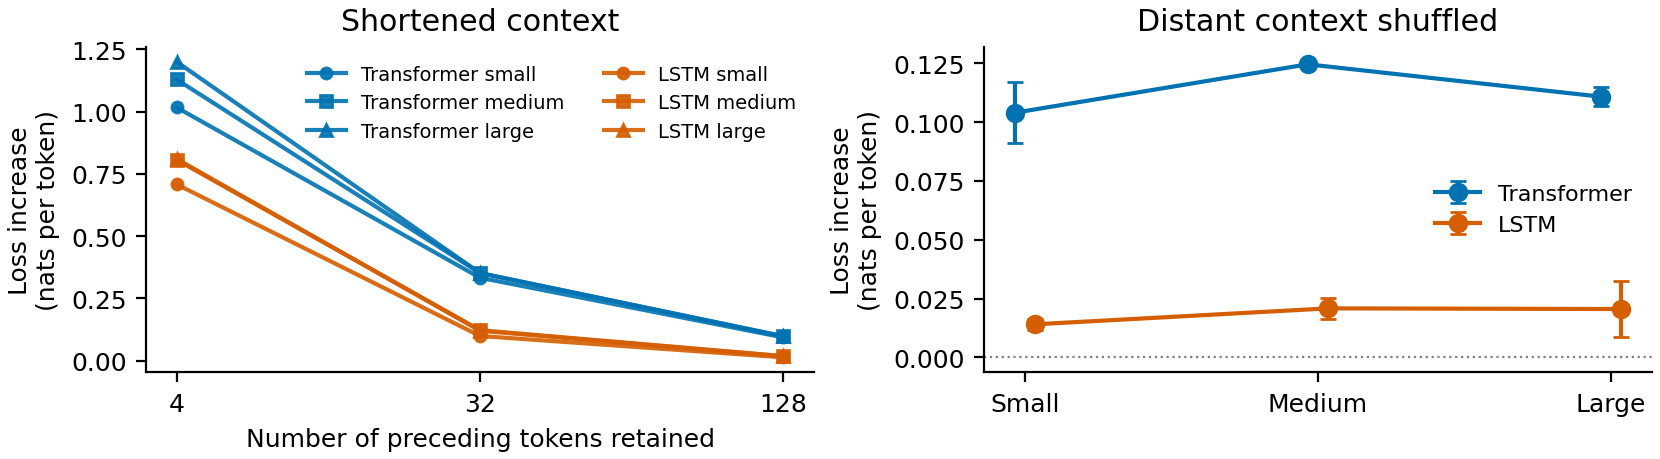 Shortened context
Loss increase
(nats per token)
1.25
1.00
0.75
0.50
0.25
0.00
Transformer small
Transformer medium
Transformer large
LSTM small
LSTM medium
LSTM large
4
32
128
Number of preceding tokens retained
Distant context shuffled
Loss increase
(nats per token)
0.125
0.100
0.075
0.050
0.025
0.000
Transformer
LSTM
Small
Medium
Large